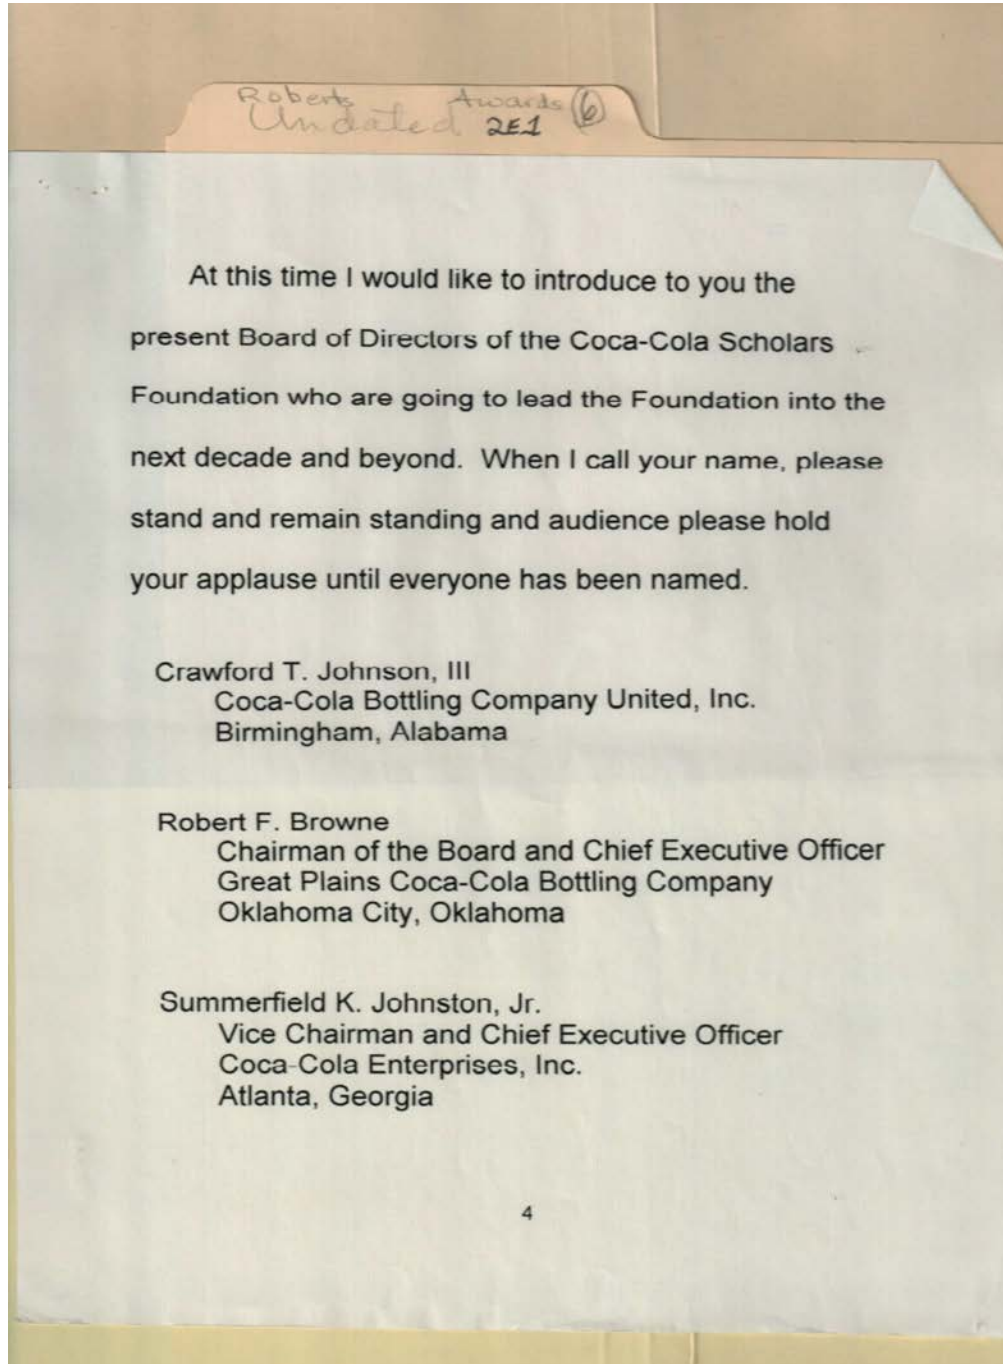 Roberts Awards 6
Undated 2E1
At this time I would like to introduce to you the
present Board of Directors of the Coca-Cola Scholars
Foundation who are going to lead the Foundation into the
next decade and beyond. When I call your name, please
stand and remain standing and audience please hold
your applause until everyone has been named.
Crawford T. Johnson, III
Coca-Cola Bottling Company United, Inc.
Birmingham, Alabama
Robert F. Browne
Chairman of the Board and Chief Executive Officer
Great Plains Coca-Cola Bottling Company
Oklahoma City, Oklahoma
Summerfield K. Johnston, Jr.
Vice Chairman and Chief Executive Officer
Coca-Cola Enterprises, Inc.
Atlanta, Georgia
4